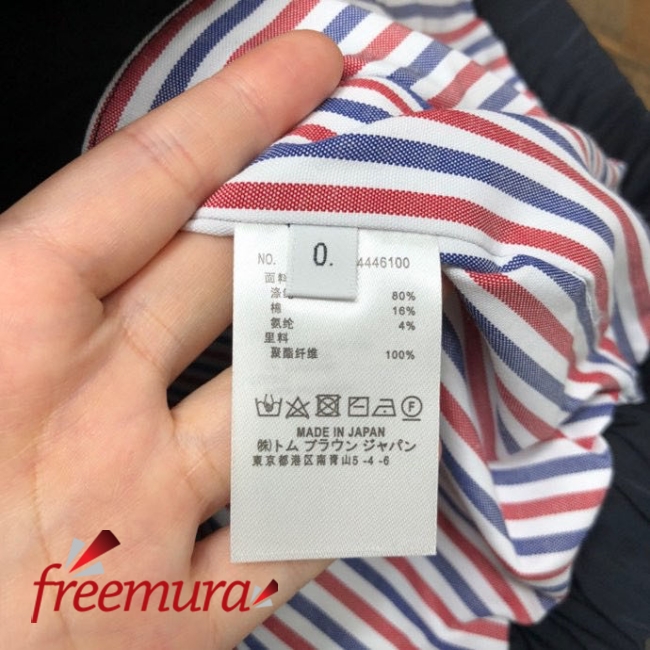 NO. 4446100
0.
面料
涤 80%
棉 16%
氨纶 4%
里料
聚酯纤维 100%
MADE IN JAPAN
㈱トム ブラウン ジャパン
東京都港区南青山5-4-6
freemura